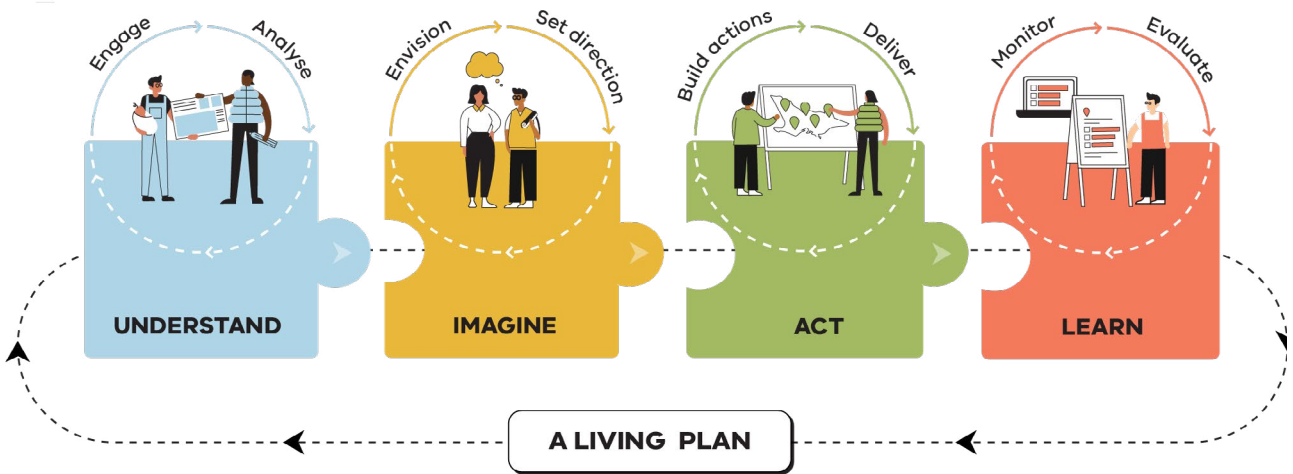 Engage
Analyse
Envision
Set direction
Build actions
Deliver
Monitor
Evaluate
UNDERSTAND
IMAGINE
ACT
LEARN
A LIVING PLAN